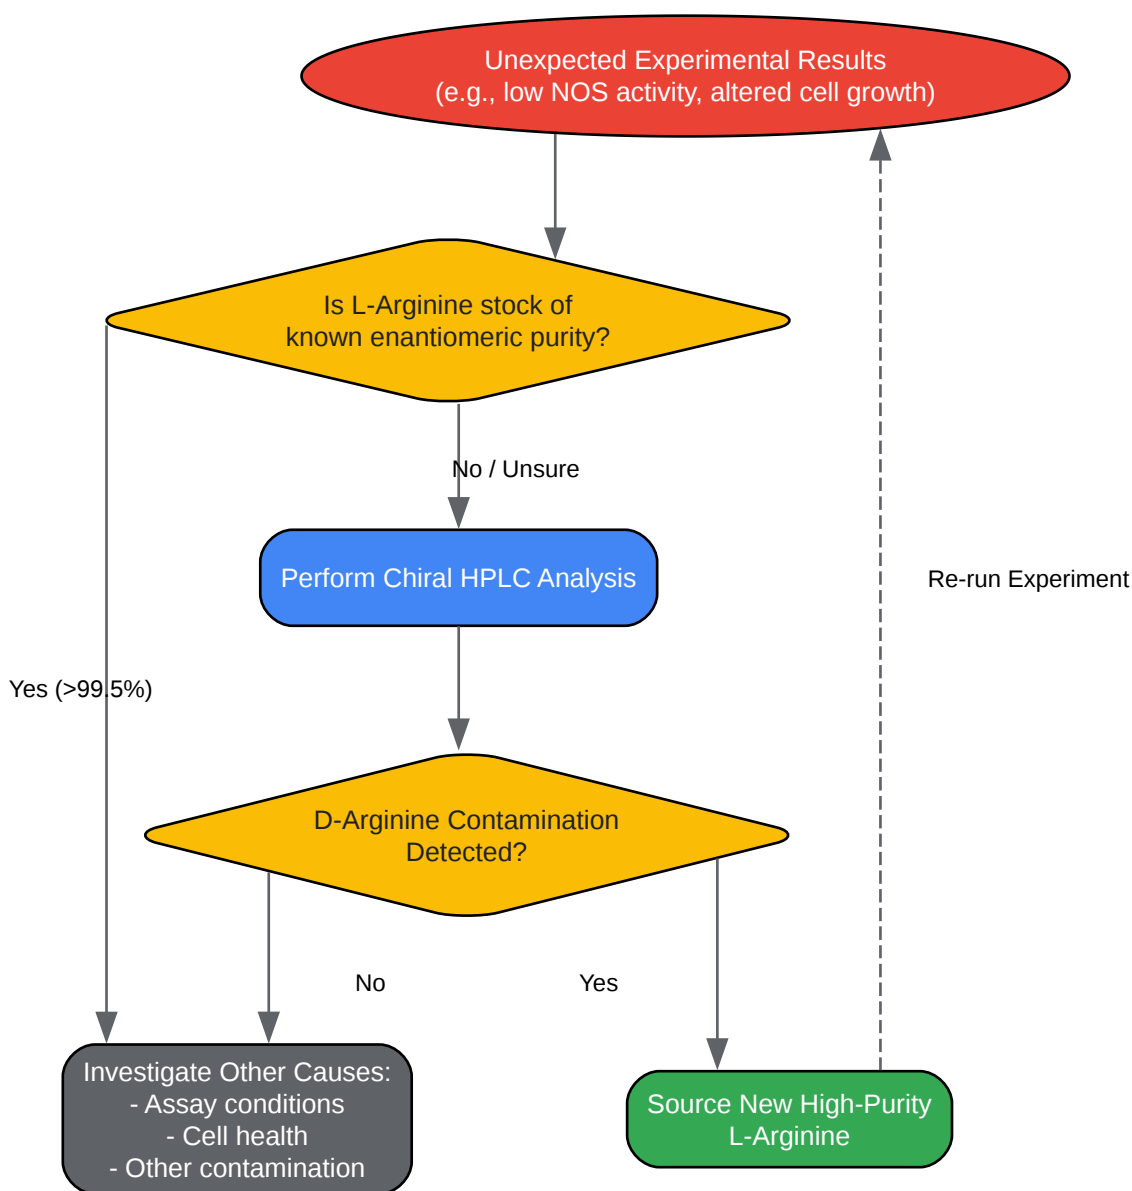 Unexpected Experimental Results
(e.g., low NOS activity, altered cell growth)
Is L-Arginine stock of
known enantiomeric purity?
No / Unsure
Perform Chiral HPLC Analysis
Re-run Experiment
Yes (>99.5%)
D-Arginine Contamination
Detected?
No
Yes
Investigate Other Causes:
- Assay conditions
- Cell health
- Other contamination
Source New High-Purity
L-Arginine